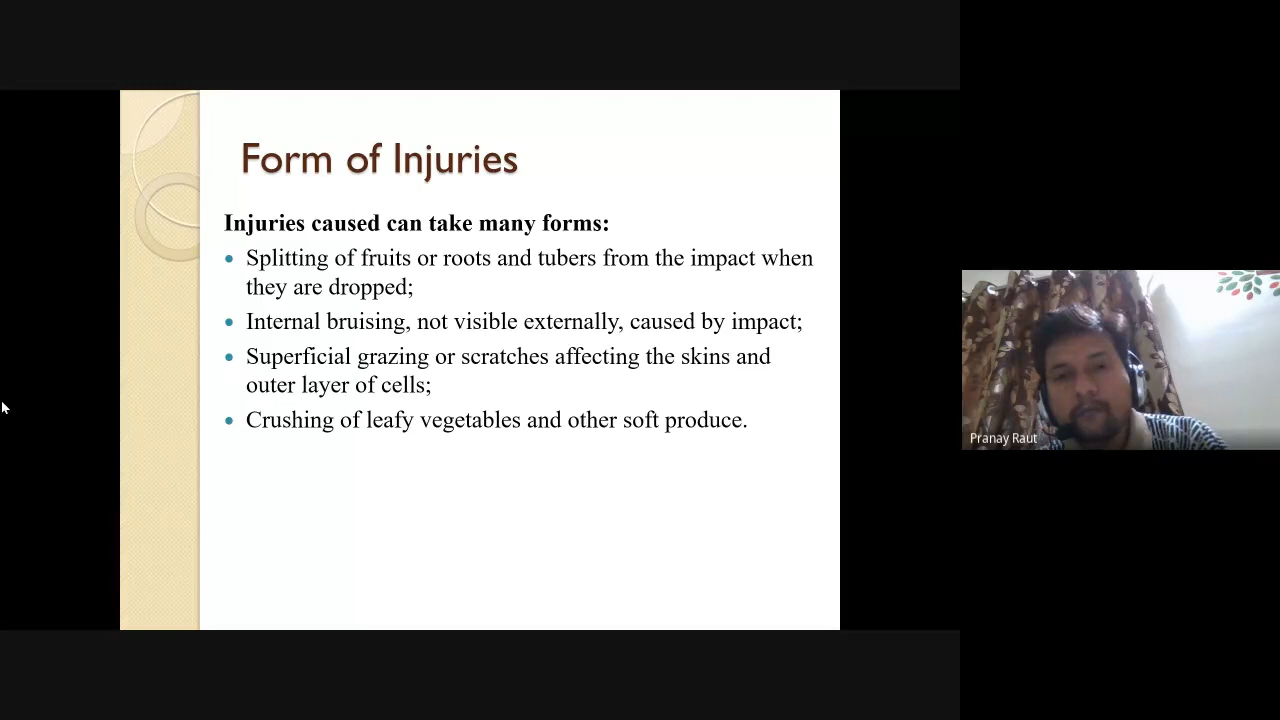 Form of Injuries
Injuries caused can take many forms:
Splitting of fruits or roots and tubers from the impact when
they are dropped;
Internal bruising, not visible externally, caused by impact;
Superficial grazing or scratches affecting the skins and
outer layer of cells;
Crushing of leafy vegetables and other soft produce.
Pranay Raut